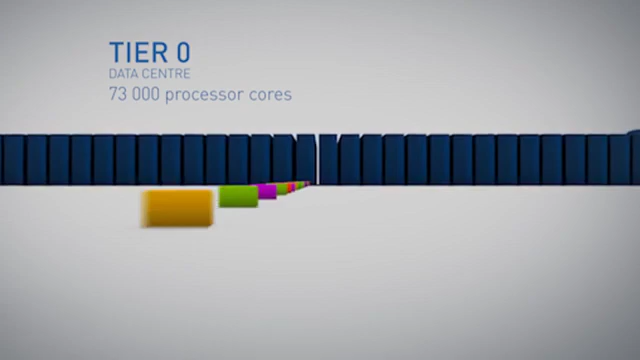 TIER 0
DATA CENTRE
73 000 processor cores